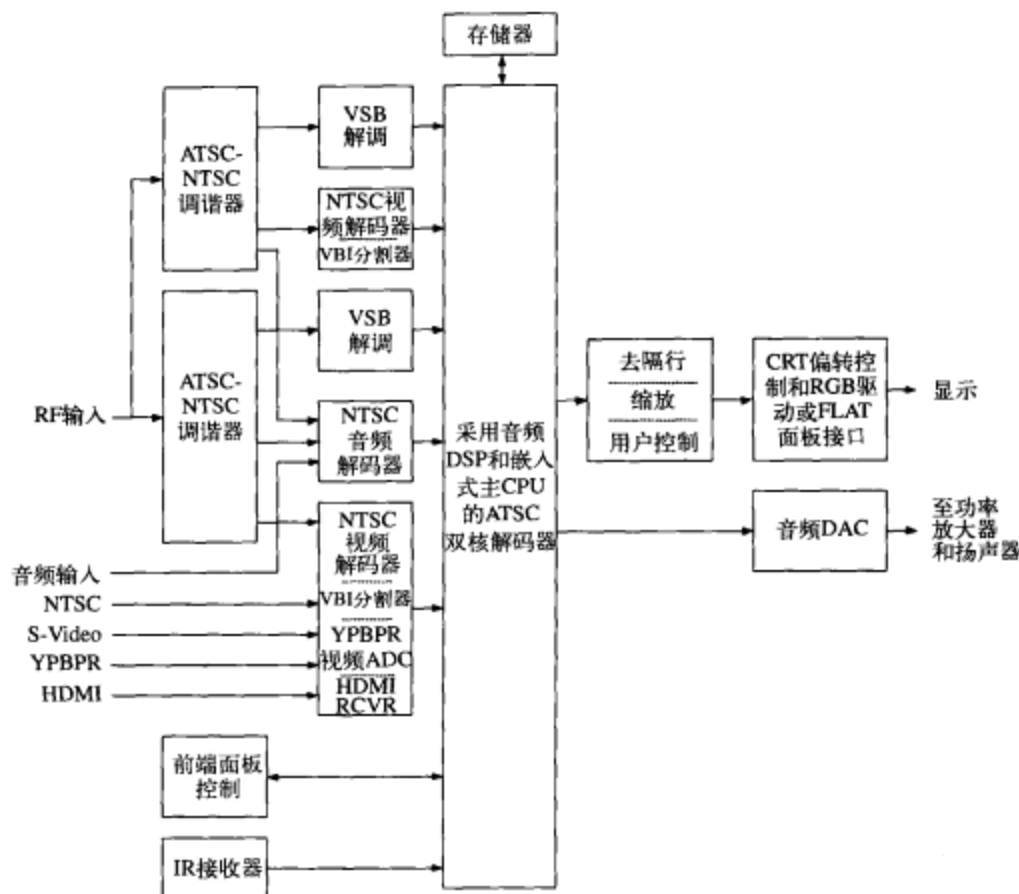 存储器
ATSC-
NTSC
调谐器
VSB
解调
NTSC视
频解码器
VBI分割器
ATSC-
NTSC
调谐器
VSB
解调
NTSC
音频
解码器
NTSC
视频
解码器
VBI分割器
YPBPR
视频ADC
HDMI
RCVR
RF输入
音频输入
NTSC
S-Video
YPBPR
HDMI
前端面板
控制
IR接收器
采用音频
DSP和嵌入
式主CPU
的ATSC
双核解码器
去隔行
缩放
用户控制
CRT偏转控
制和RGB驱
动或FLAT
面板接口
显示
音频DAC
至功率
放大器
和扬声器